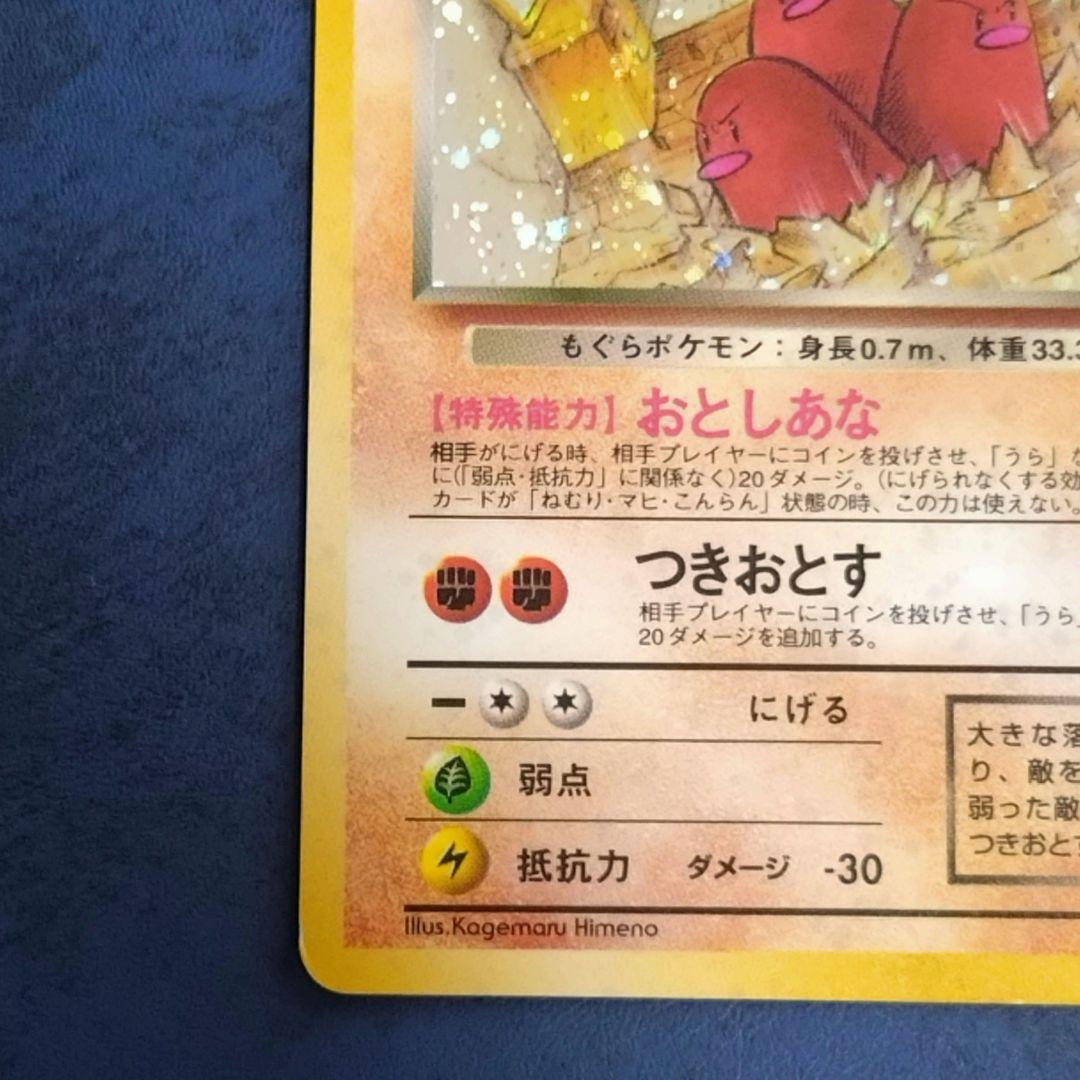 もぐらポケモン：身長0.7m、体重33.3
【特殊能力】おとしあな
相手がにげる時、相手プレイヤーにコインを投げさせ、「うら」な
に(「弱点・抵抗力」に関係なく)20ダメージ。(にげられなくする効
カードが「ねむり・マヒ・こんらん」状態の時、この力は使えない。
つきおとす
相手プレイヤーにコインを投げさせ、「うら」
20ダメージを追加する。
にげる
弱点
抵抗力 ダメージ -30
大きな落
り、敵を
弱った敵
つきおとす
Illus.Kagemaru Himeno